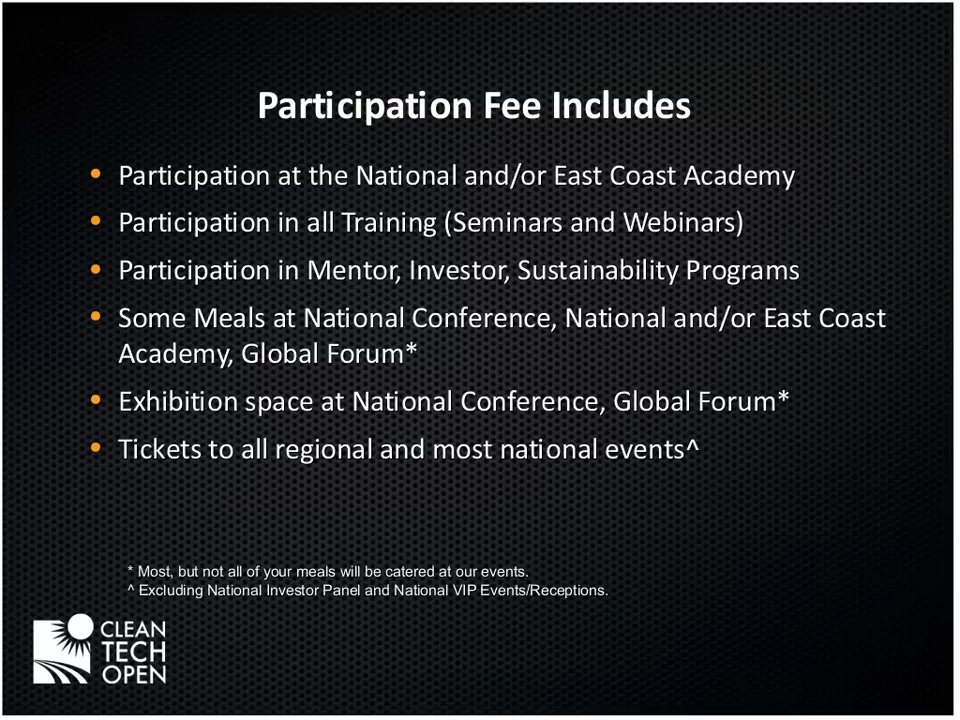 Participation Fee Includes
• Participation at the National and/or East Coast Academy
• Participation in all Training (Seminars and Webinars)
• Participation in Mentor, Investor, Sustainability Programs
• Some Meals at National Conference, National and/or East Coast
Academy, Global Forum*
• Exhibition space at National Conference, Global Forum*
• Tickets to all regional and most national events^
* Most, but not all of your meals will be catered at our events.
^ Excluding National Investor Panel and National VIP Events/Receptions.
CLEAN
TECH
OPEN